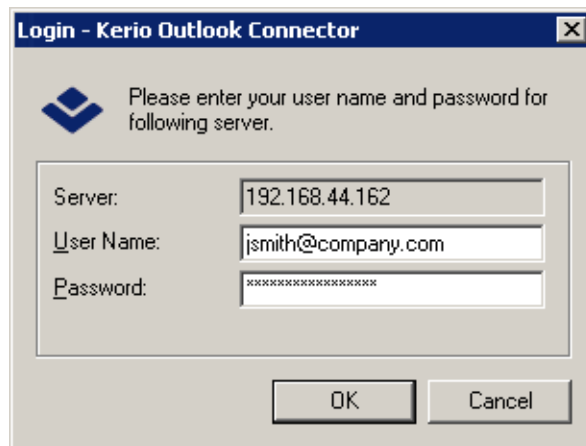 Login - Kerio Outlook Connector
Please enter your user name and password for
following server.
Server: 192.168.44.162
User Name: jsmith@company.com
Password: *****************
OK Cancel